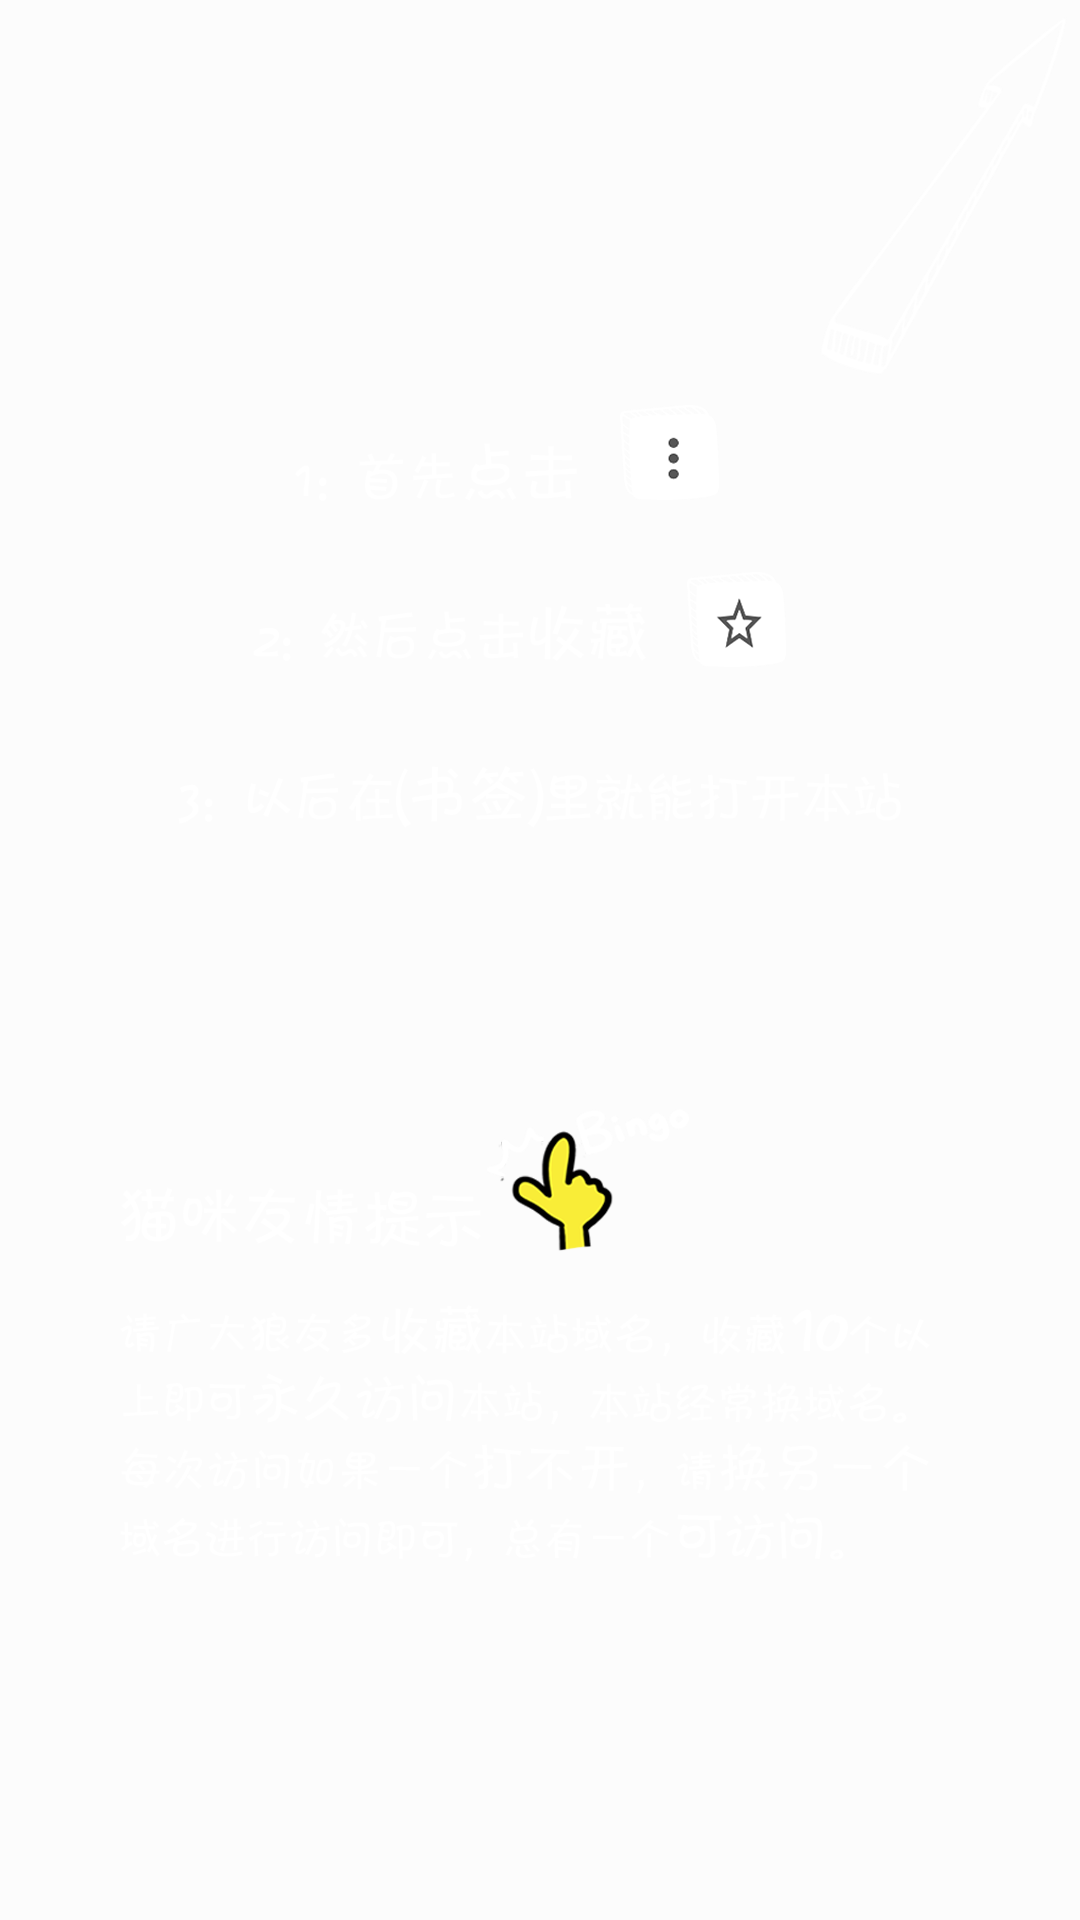 1: 首先点击
2: 然后点击收藏
3: 以后在(书签)里就能打开本站
Bingo
猫咪友情提示
请广大狼友多收藏本站域名，收藏10个以
上即可永久访问本站，本站经常换域名。
每次访问如果一个打不开，请换另一个
域名进行访问即可，总有一个可访问。